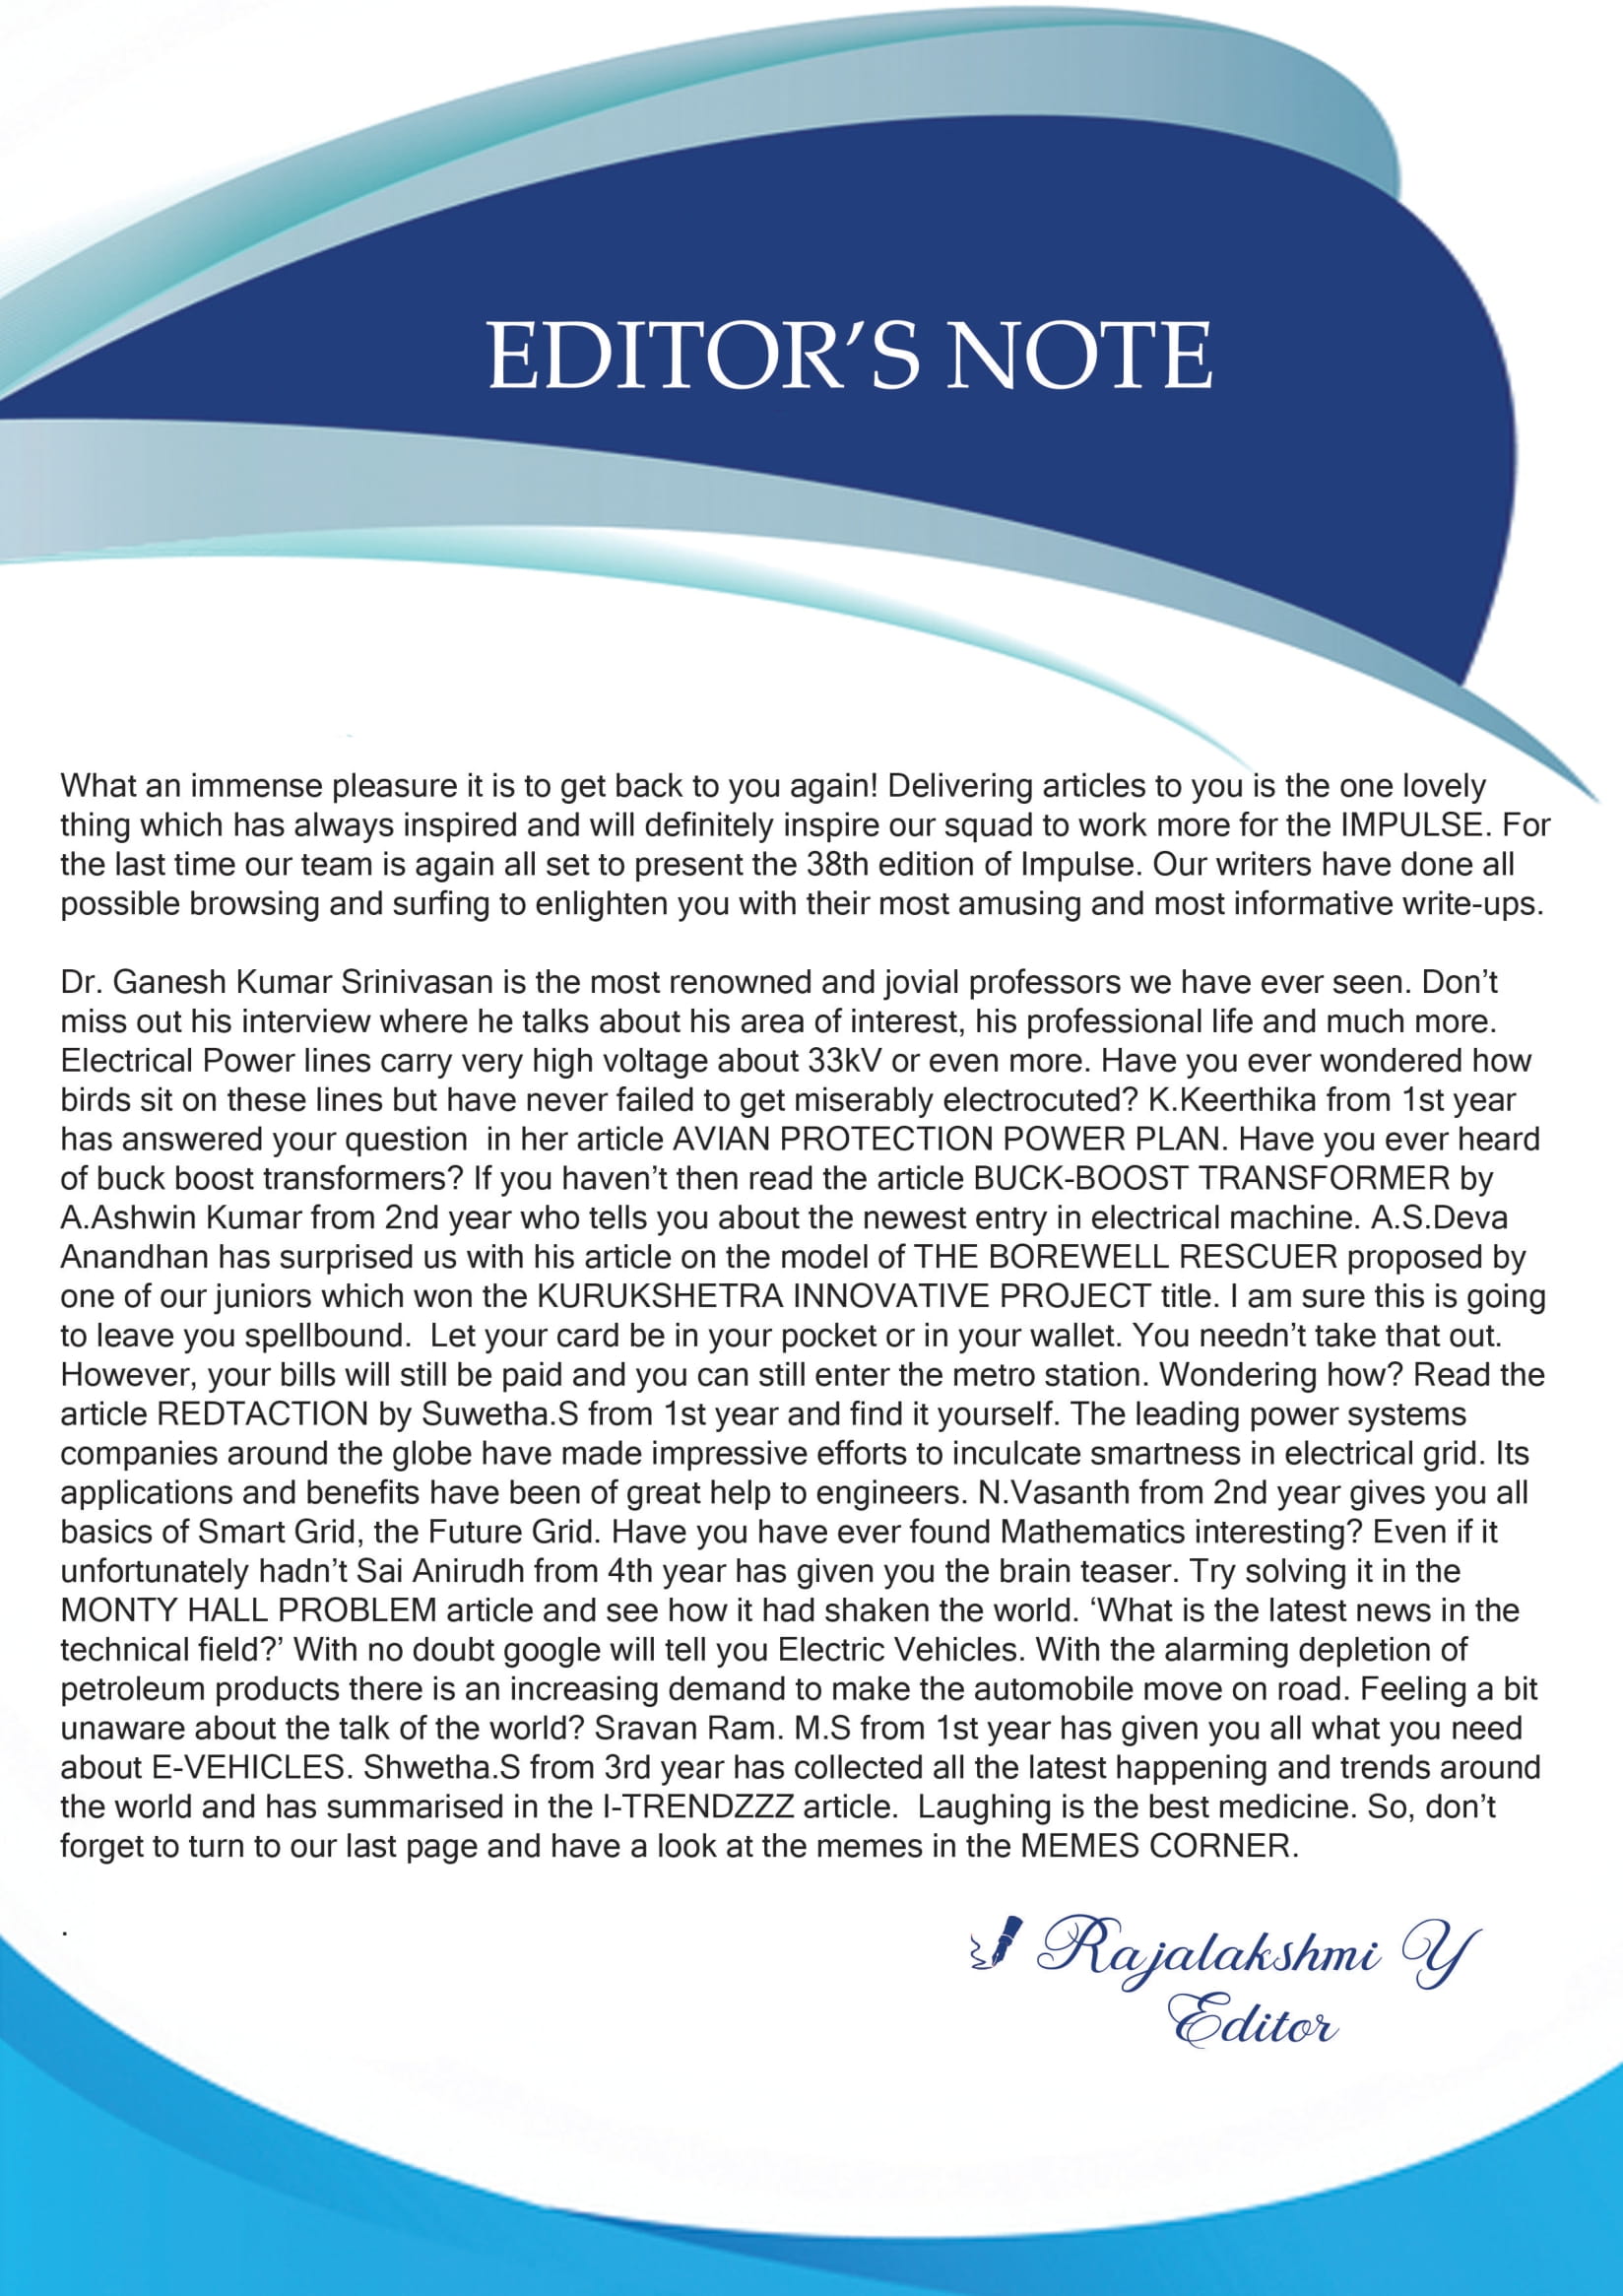 EDITOR’S NOTE
What an immense pleasure it is to get back to you again! Delivering articles to you is the one lovely
thing which has always inspired and will definitely inspire our squad to work more for the IMPULSE. For
the last time our team is again all set to present the 38th edition of Impulse. Our writers have done all
possible browsing and surfing to enlighten you with their most amusing and most informative write-ups.
Dr. Ganesh Kumar Srinivasan is the most renowned and jovial professors we have ever seen. Don’t
miss out his interview where he talks about his area of interest, his professional life and much more.
Electrical Power lines carry very high voltage about 33kV or even more. Have you ever wondered how
birds sit on these lines but have never failed to get miserably electrocuted? K.Keerthika from 1st year
has answered your question  in her article AVIAN PROTECTION POWER PLAN. Have you ever heard
of buck boost transformers? If you haven’t then read the article BUCK-BOOST TRANSFORMER by
A.Ashwin Kumar from 2nd year who tells you about the newest entry in electrical machine. A.S.Deva
Anandhan has surprised us with his article on the model of THE BOREWELL RESCUER proposed by
one of our juniors which won the KURUKSHETRA INNOVATIVE PROJECT title. I am sure this is going
to leave you spellbound.  Let your card be in your pocket or in your wallet. You needn’t take that out.
However, your bills will still be paid and you can still enter the metro station. Wondering how? Read the
article REDTACTION by Suwetha.S from 1st year and find it yourself. The leading power systems
companies around the globe have made impressive efforts to inculcate smartness in electrical grid. Its
applications and benefits have been of great help to engineers. N.Vasanth from 2nd year gives you all
basics of Smart Grid, the Future Grid. Have you have ever found Mathematics interesting? Even if it
unfortunately hadn’t Sai Anirudh from 4th year has given you the brain teaser. Try solving it in the
MONTY HALL PROBLEM article and see how it had shaken the world. ‘What is the latest news in the
technical field?’ With no doubt google will tell you Electric Vehicles. With the alarming depletion of
petroleum products there is an increasing demand to make the automobile move on road. Feeling a bit
unaware about the talk of the world? Sravan Ram. M.S from 1st year has given you all what you need
about E-VEHICLES. Shwetha.S from 3rd year has collected all the latest happening and trends around
the world and has summarised in the I-TRENDZZZ article.  Laughing is the best medicine. So, don’t
forget to turn to our last page and have a look at the memes in the MEMES CORNER.
.
Rajalakshmi Y
Editor